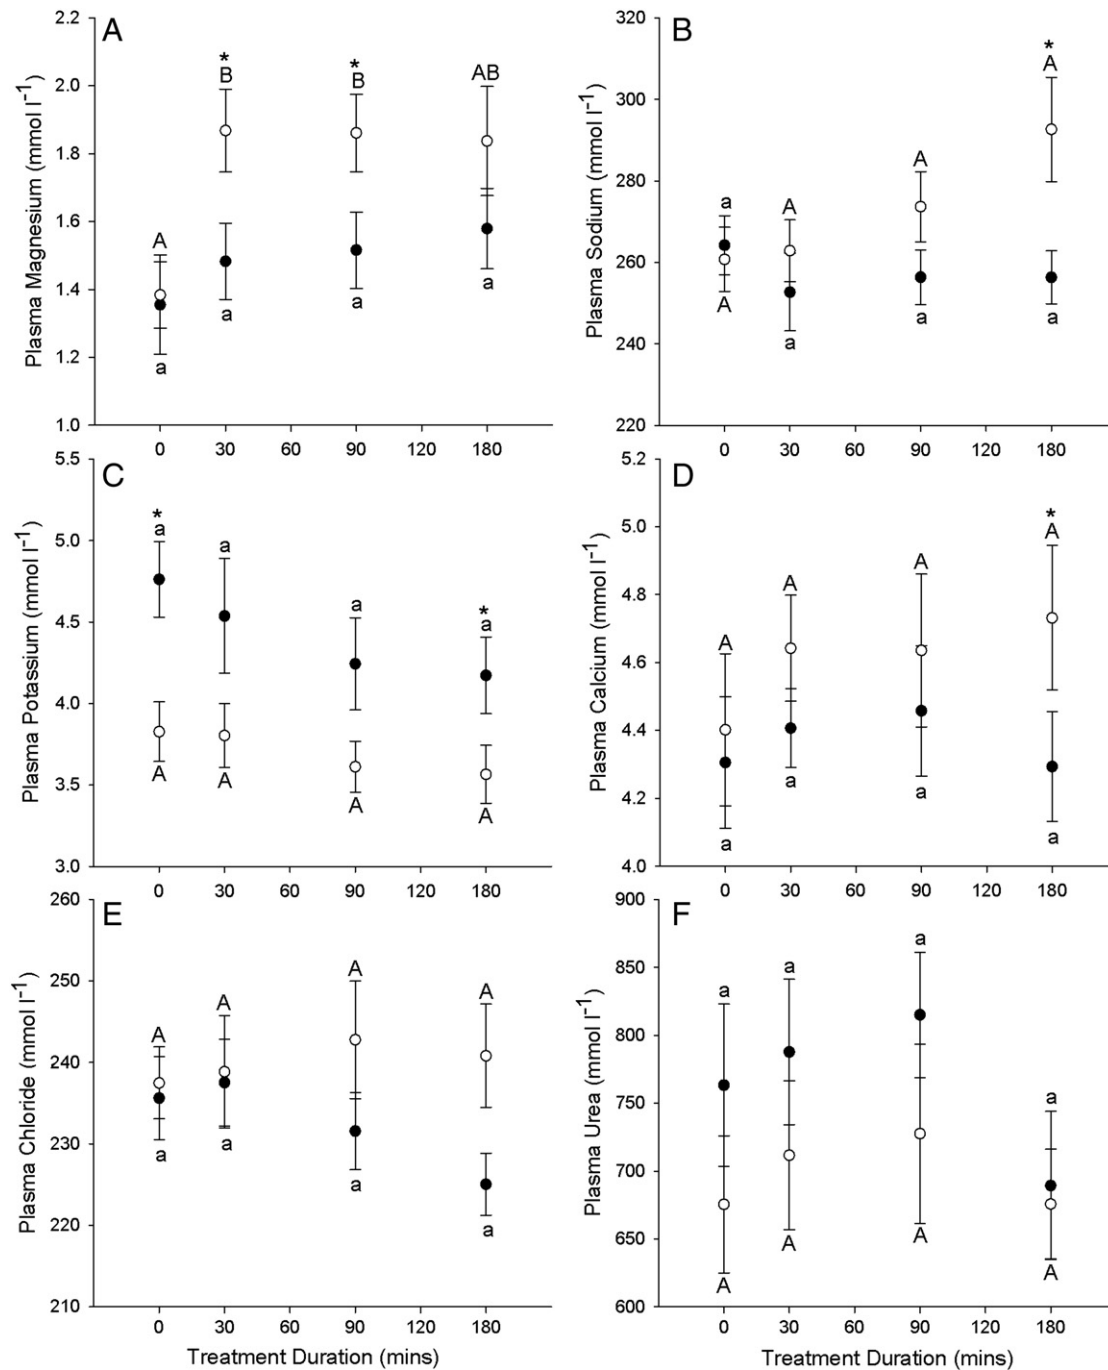 A
Plasma Magnesium (mmol l⁻¹)
2.2
2.0
1.8
1.6
1.4
1.2
1.0
A
*
B
*
B
AB
a
a
a
a
0 30 60 90 120 180
B
Plasma Sodium (mmol l⁻¹)
320
300
280
260
240
220
a
A
A
*
A
A
a
a
a
0 30 60 90 120 180
C
Plasma Potassium (mmol l⁻¹)
5.5
5.0
4.5
4.0
3.5
3.0
*
a
a
a
*
a
A
A
A
A
0 30 60 90 120 180
D
Plasma Calcium (mmol l⁻¹)
5.2
5.0
4.8
4.6
4.4
4.2
4.0
A
A
A
*
A
a
a
a
a
0 30 60 90 120 180
E
Plasma Chloride (mmol l⁻¹)
260
250
240
230
220
210
A
A
A
A
a
a
a
a
0 30 60 90 120 180
Treatment Duration (mins)
F
Plasma Urea (mmol l⁻¹)
900
850
800
750
700
650
600
a
a
a
a
A
A
A
A
0 30 60 90 120 180
Treatment Duration (mins)